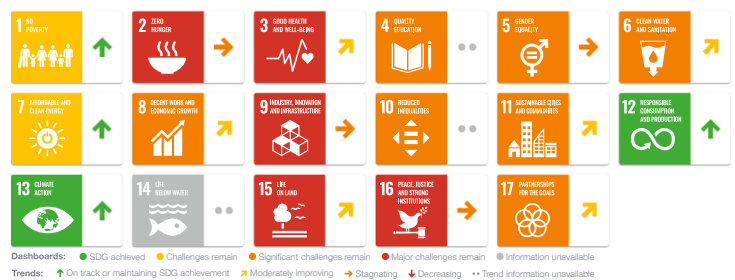 1 NO POVERTY
2 ZERO HUNGER
3 GOOD HEALTH AND WELL-BEING
4 QUALITY EDUCATION
5 GENDER EQUALITY
6 CLEAN WATER AND SANITATION
7 AFFORDABLE AND CLEAN ENERGY
8 DECENT WORK AND ECONOMIC GROWTH
9 INDUSTRY, INNOVATION AND INFRASTRUCTURE
10 REDUCED INEQUALITIES
11 SUSTAINABLE CITIES AND COMMUNITIES
12 RESPONSIBLE CONSUMPTION AND PRODUCTION
13 CLIMATE ACTION
14 LIFE BELOW WATER
15 LIFE ON LAND
16 PEACE, JUSTICE AND STRONG INSTITUTIONS
17 PARTNERSHIPS FOR THE GOALS
Dashboards: SDG achieved Challenges remain Significant challenges remain Major challenges remain Information unavailable
Trends: On track or maintaining SDG achievement Moderately improving Stagnating Decreasing Trend information unavailable